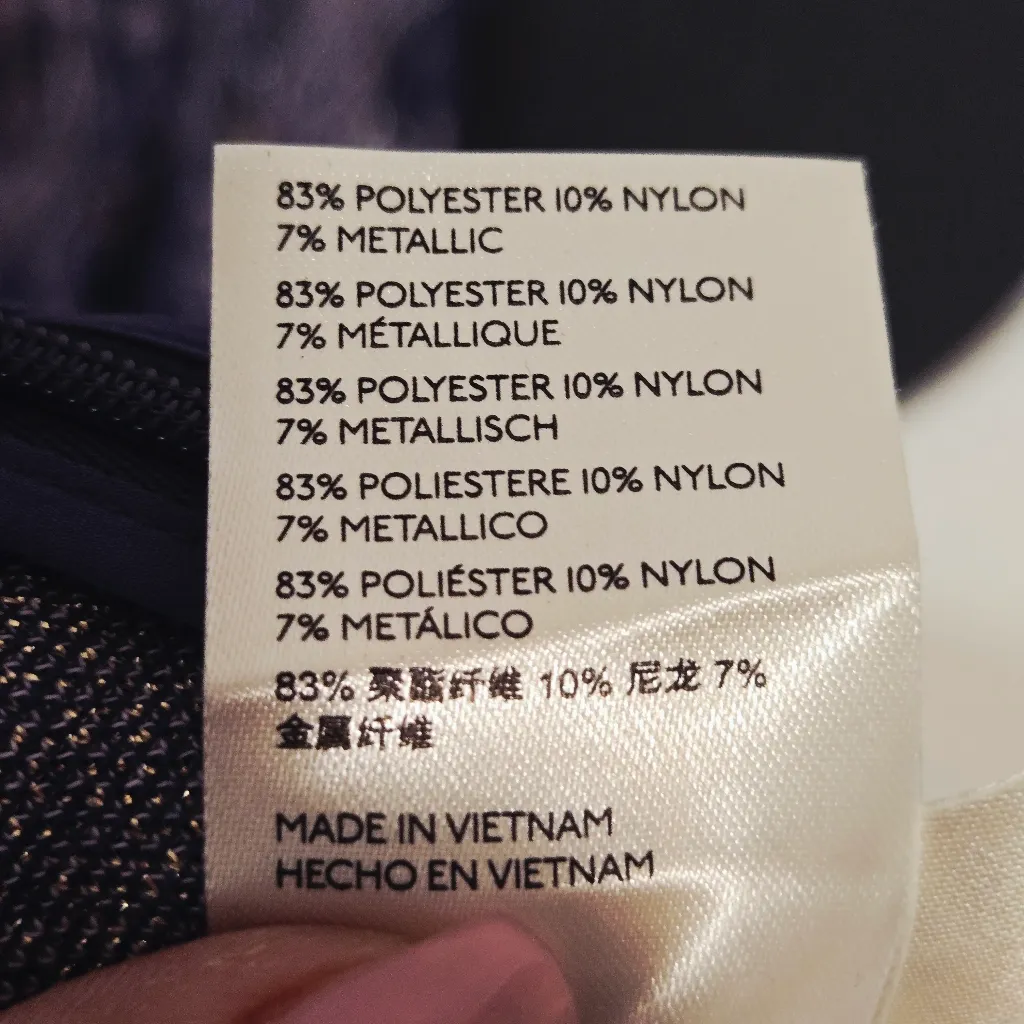 83% POLYESTER 10% NYLON
7% METALLIC
83% POLYESTER 10% NYLON
7% MÉTALLIQUE
83% POLYESTER 10% NYLON
7% METALLISCH
83% POLIESTERE 10% NYLON
7% METALLICO
83% POLIÉSTER 10% NYLON
7% METÁLICO
83% 聚酯纤维 10% 尼龙 7%
金属纤维
MADE IN VIETNAM
HECHO EN VIETNAM